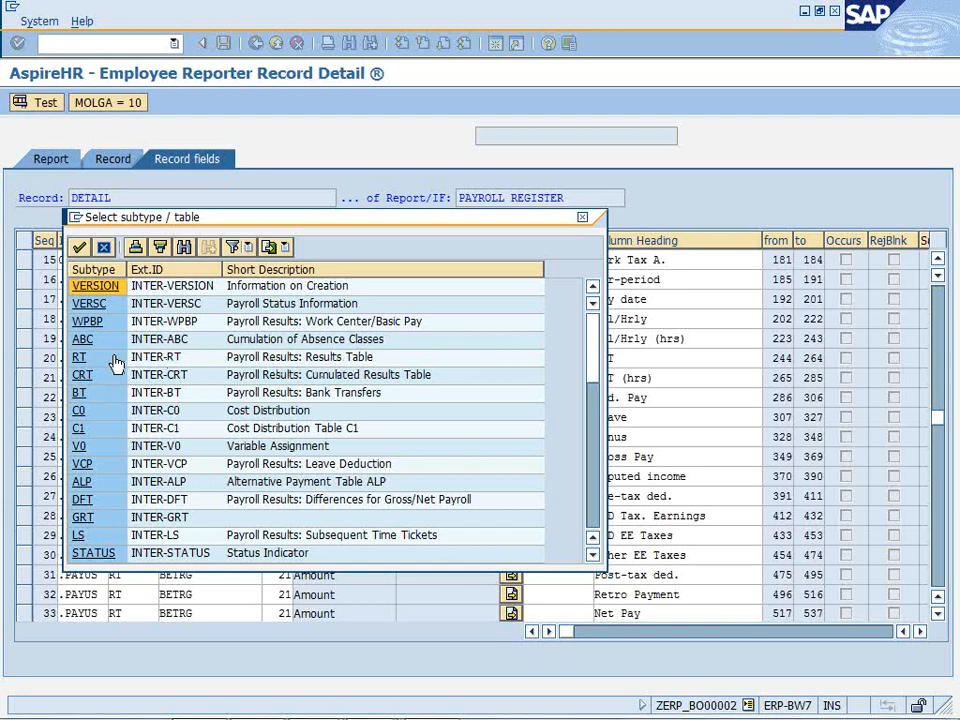 System Help
SAP
AspireHR - Employee Reporter Record Detail ®
Test MOLGA = 10
Report Record Record fields
Record: DETAIL ... of Report/IF: PAYROLL REGISTER
Select subtype / table
Subtype Ext.ID Short Description
VERSION INTER-VERSION Information on Creation
VERSC INTER-VERSC Payroll Status Information
WPBP INTER-WPBP Payroll Results: Work Center/Basic Pay
ABC INTER-ABC Cumulation of Absence Classes
RT INTER-RT Payroll Results: Results Table
CRT INTER-CRT Payroll Results: Cumulated Results Table
BT INTER-BT Payroll Results: Bank Transfers
C0 INTER-C0 Cost Distribution
C1 INTER-C1 Cost Distribution Table C1
V0 INTER-V0 Variable Assignment
VCP INTER-VCP Payroll Results: Leave Deduction
ALP INTER-ALP Alternative Payment Table ALP
DFT INTER-DFT Payroll Results: Differences for Gross/Net Payroll
GRT INTER-GRT
LS INTER-LS Payroll Results: Subsequent Time Tickets
STATUS INTER-STATUS Status Indicator
Seq Heading from to Occurs RejBlnk
15 Tax A. 181 184
16 r-period 185 191
17 date 192 201
18 /Hrly 202 222
19 /Hrly (hrs) 223 243
20 244 264
21 (hrs) 265 285
22 Pay 286 306
23 307 327
24 328 348
25 Pay 349 369
26 income 370 390
27 ded. 391 411
28 Tax. Earnings 412 432
29 EE Taxes 433 453
30 EE Taxes 454 474
31 .PAYUS RT BETRG 21 Amount Post-tax ded. 475 495
32 .PAYUS RT BETRG 21 Amount Retro Payment 496 516
33 .PAYUS RT BETRG 21 Amount Net Pay 517 537
ZERP_BO00002 ERP-BW7 INS